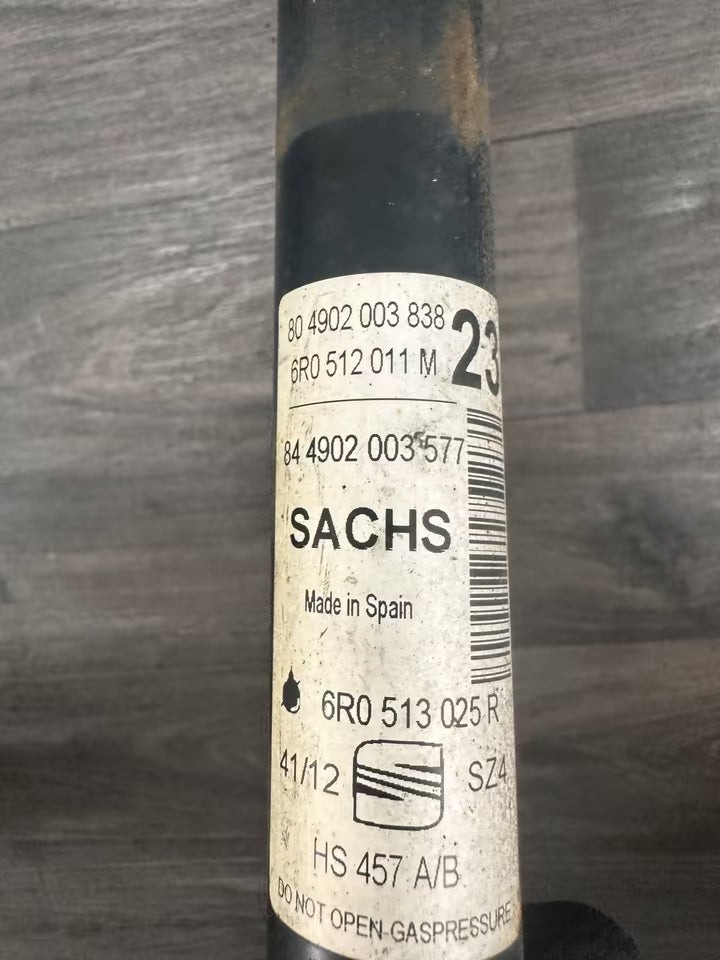 80 4902 003 838
6R0 512 011 M
23
84 4902 003 577
SACHS
Made in Spain
6R0 513 025 R
41/12
SZ4
HS 457 A/B
DO NOT OPEN-GASPRESSURE